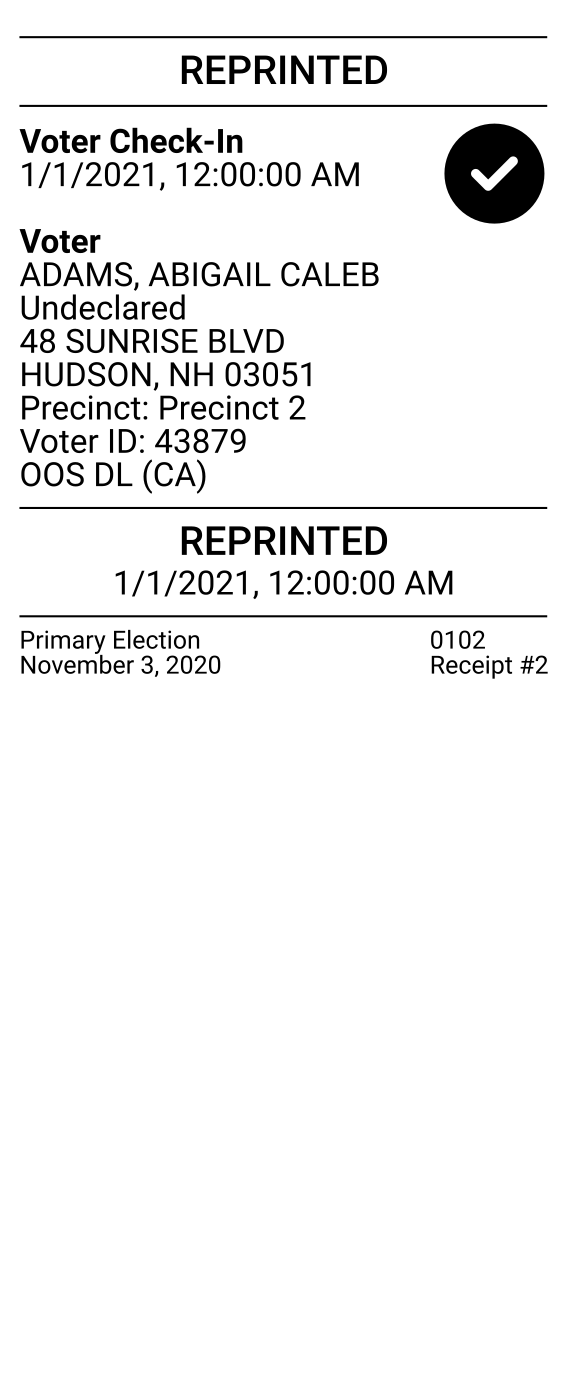 REPRINTED
Voter Check-In
1/1/2021, 12:00:00 AM
Voter
ADAMS, ABIGAIL CALEB
Undeclared
48 SUNRISE BLVD
HUDSON, NH 03051
Precinct: Precinct 2
Voter ID: 43879
OOS DL (CA)
REPRINTED
1/1/2021, 12:00:00 AM
Primary Election 0102
November 3, 2020 Receipt #2